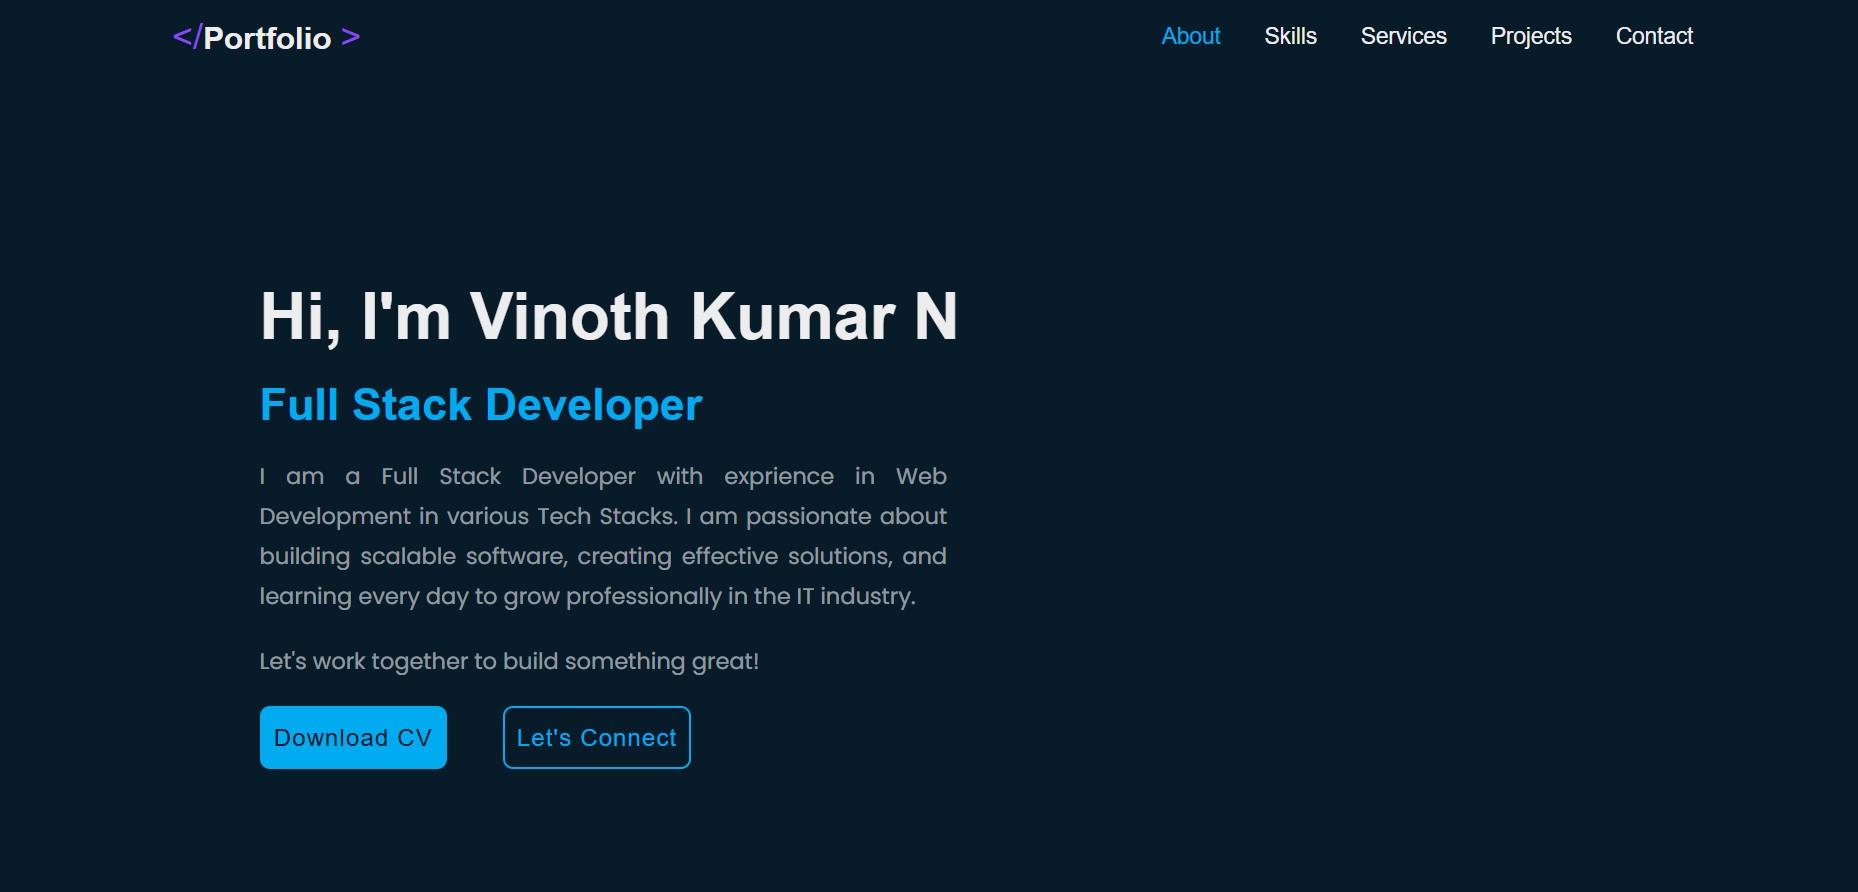 </Portfolio >
About Skills Services Projects Contact
Hi, I'm Vinoth Kumar N
Full Stack Developer
I am a Full Stack Developer with exprience in Web
Development in various Tech Stacks. I am passionate about
building scalable software, creating effective solutions, and
learning every day to grow professionally in the IT industry.
Let's work together to build something great!
Download CV Let's Connect